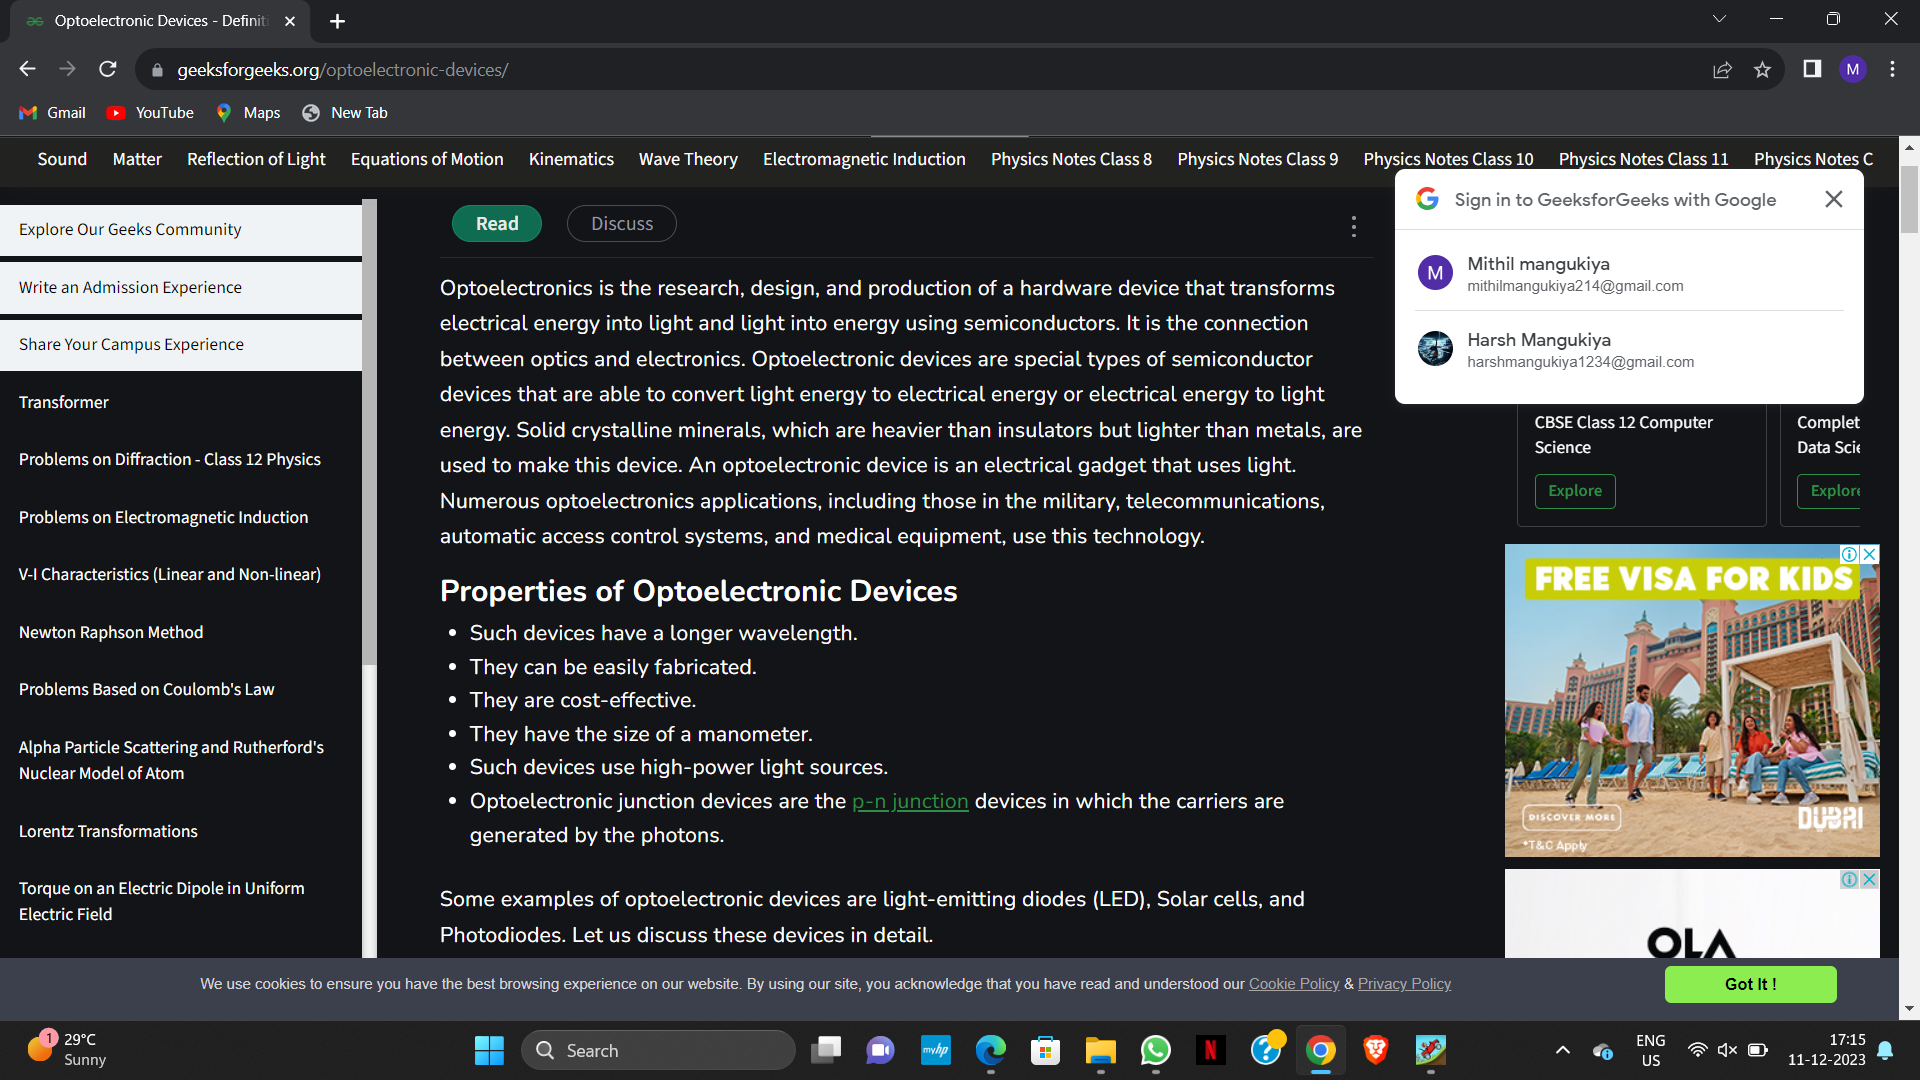 Optoelectronic Devices - Definiti
geeksforgeeks.org/optoelectronic-devices/
M
Gmail
YouTube
Maps
New Tab
Sound
Matter
Reflection of Light
Equations of Motion
Kinematics
Wave Theory
Electromagnetic Induction
Physics Notes Class 8
Physics Notes Class 9
Physics Notes Class 10
Physics Notes Class 11
Physics Notes C
Explore Our Geeks Community
Write an Admission Experience
Share Your Campus Experience
Transformer
Problems on Diffraction - Class 12 Physics
Problems on Electromagnetic Induction
V-I Characteristics (Linear and Non-linear)
Newton Raphson Method
Problems Based on Coulomb's Law
Alpha Particle Scattering and Rutherford's
Nuclear Model of Atom
Lorentz Transformations
Torque on an Electric Dipole in Uniform
Electric Field
Read
Discuss
Optoelectronics is the research, design, and production of a hardware device that transforms
electrical energy into light and light into energy using semiconductors. It is the connection
between optics and electronics. Optoelectronic devices are special types of semiconductor
devices that are able to convert light energy to electrical energy or electrical energy to light
energy. Solid crystalline minerals, which are heavier than insulators but lighter than metals, are
used to make this device. An optoelectronic device is an electrical gadget that uses light.
Numerous optoelectronics applications, including those in the military, telecommunications,
automatic access control systems, and medical equipment, use this technology.
Properties of Optoelectronic Devices
• Such devices have a longer wavelength.
• They can be easily fabricated.
• They are cost-effective.
• They have the size of a manometer.
• Such devices use high-power light sources.
• Optoelectronic junction devices are the p-n junction devices in which the carriers are
generated by the photons.
Some examples of optoelectronic devices are light-emitting diodes (LED), Solar cells, and
Photodiodes. Let us discuss these devices in detail.
Sign in to GeeksforGeeks with Google
M
Mithil mangukiya
mithilmangukiya214@gmail.com
Harsh Mangukiya
harshmangukiya1234@gmail.com
CBSE Class 12 Computer
Science
Explore
Complet
Data Scie
Explore
FREE VISA FOR KIDS
DISCOVER MORE
DUBAI
*T&C Apply
OLA
We use cookies to ensure you have the best browsing experience on our website. By using our site, you acknowledge that you have read and understood our Cookie Policy & Privacy Policy
Got It !
1
29°C
Sunny
Search
myhp
N
ENG
US
17:15
11-12-2023